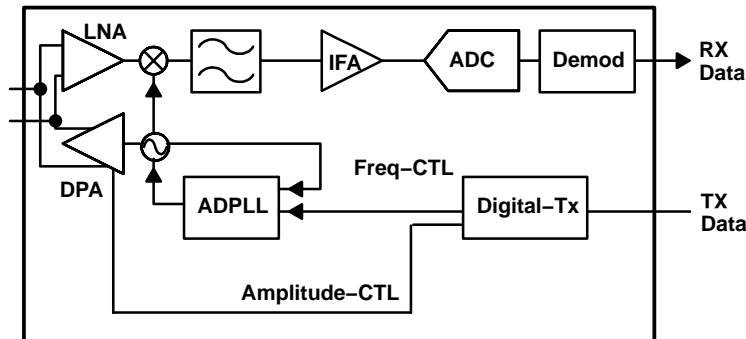 LNA
IFA
ADC
Demod
RX
Data
DPA
ADPLL
Freq−CTL
Digital−Tx
TX
Data
Amplitude−CTL